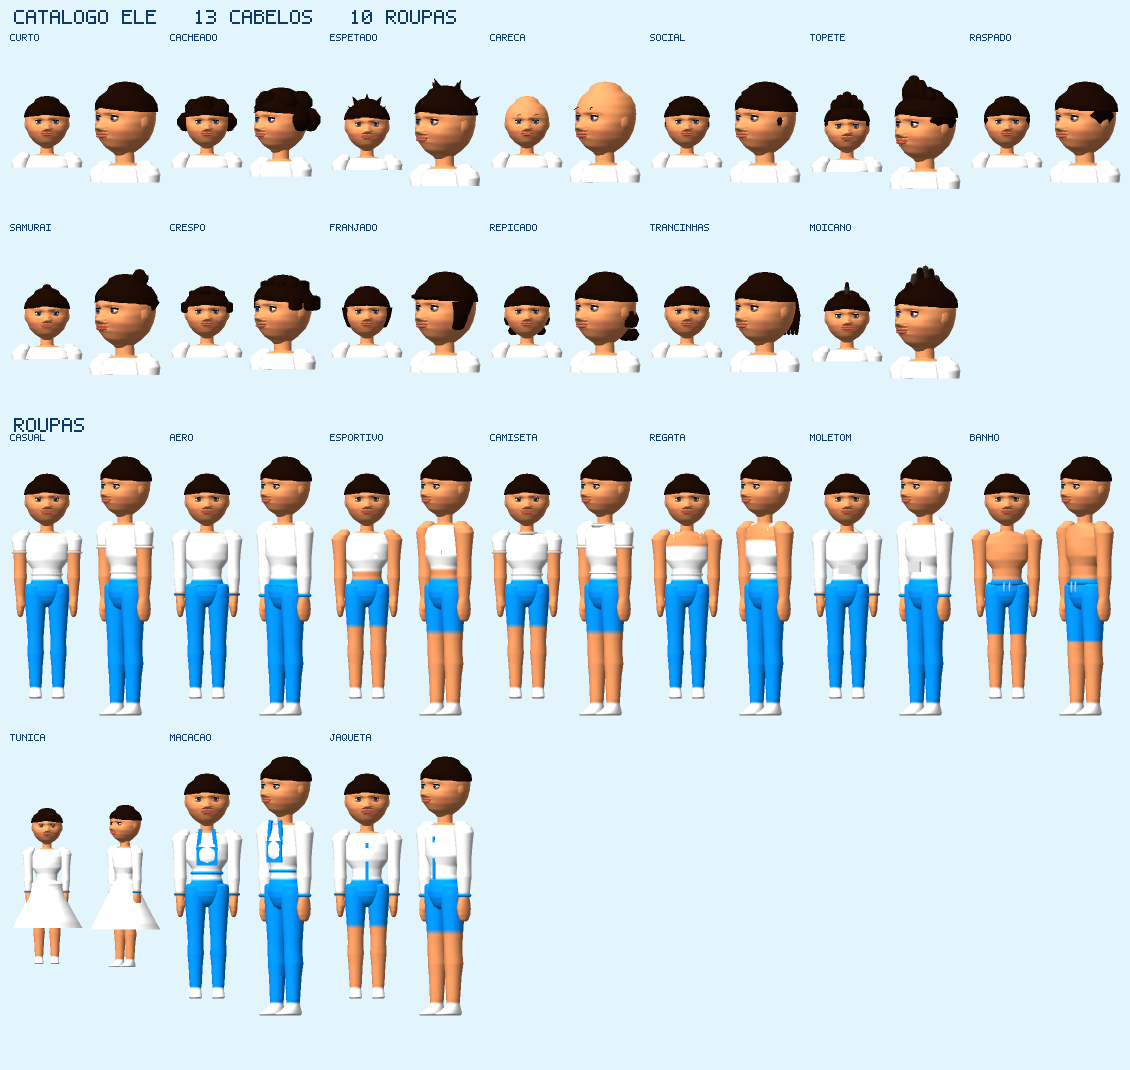 CATALOGO ELE 13 CABELOS 10 ROUPAS
CURTO CACHEADO ESPETADO CARECA SOCIAL TOPETE RASPADO
SAMURAI CRESPO FRANJADO REPICADO TRANCINHAS MOICANO
ROUPAS
CASUAL AERO ESPORTIVO CAMISETA REGATA MOLETOM BANHO
TUNICA MACACAO JAQUETA